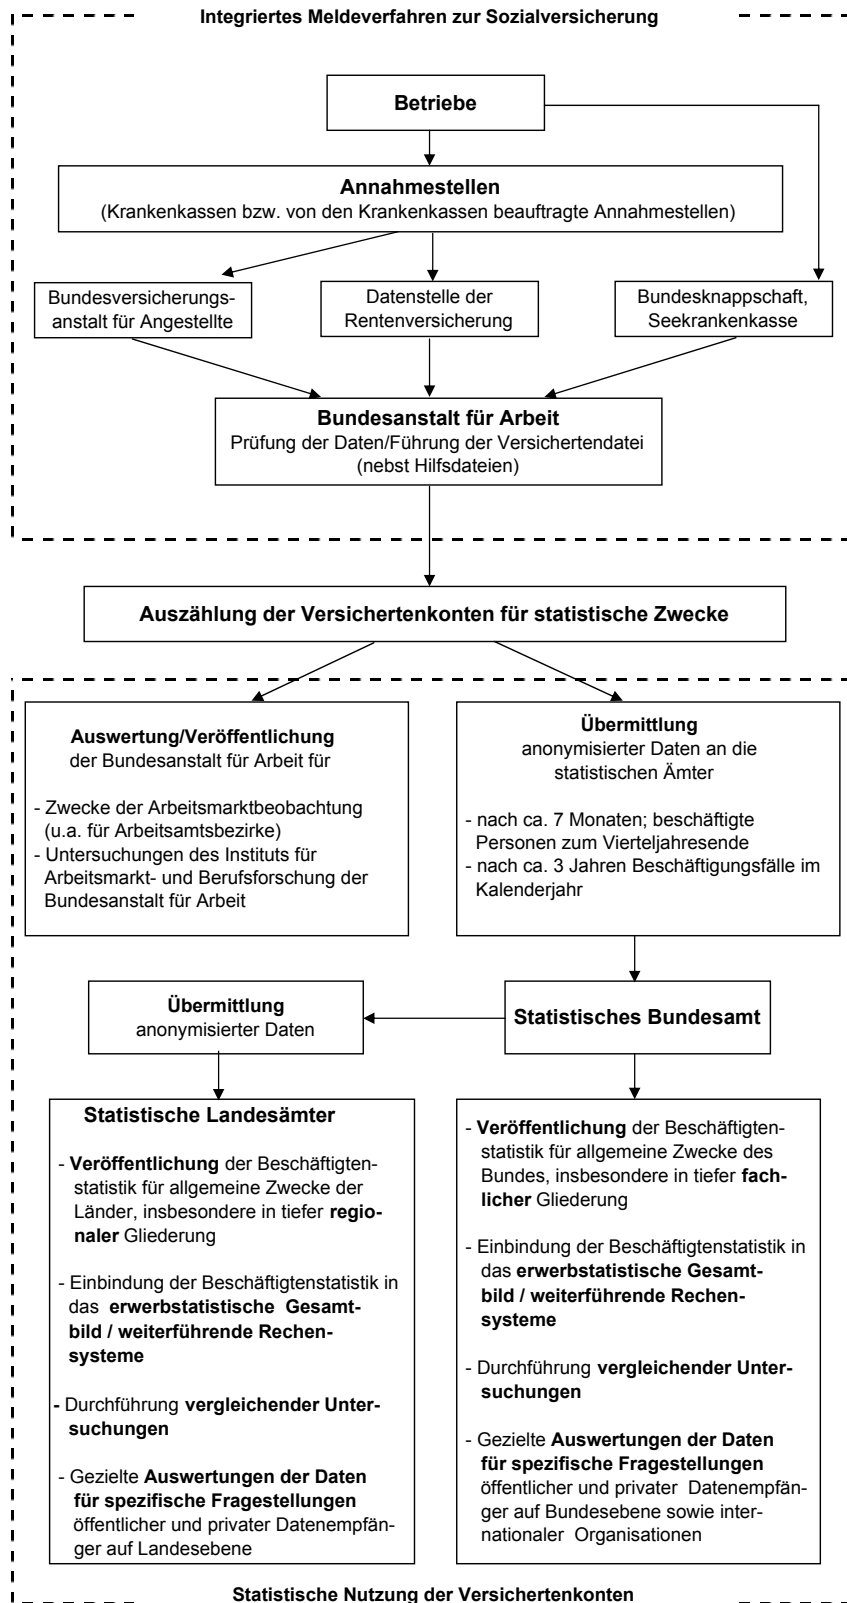 Integriertes Meldeverfahren zur Sozialversicherung
Betriebe
Annahmestellen
(Krankenkassen bzw. von den Krankenkassen beauftragte Annahmestellen)
Bundesversicherungs-
anstalt für Angestellte
Datenstelle der
Rentenversicherung
Bundesknappschaft,
Seekrankenkasse
Bundesanstalt für Arbeit
Prüfung der Daten/Führung der Versichertendatei
(nebst Hilfsdateien)
Auszählung der Versichertenkonten für statistische Zwecke
Auswertung/Veröffentlichung
der Bundesanstalt für Arbeit für
- Zwecke der Arbeitsmarktbeobachtung
(u.a. für Arbeitsamtsbezirke)
- Untersuchungen des Instituts für
Arbeitsmarkt- und Berufsforschung der
Bundesanstalt für Arbeit
Übermittlung
anonymisierter Daten an die
statistischen Ämter
- nach ca. 7 Monaten; beschäftigte
Personen zum Vierteljahresende
- nach ca. 3 Jahren Beschäftigungsfälle im
Kalenderjahr
Übermittlung
anonymisierter Daten
Statistisches Bundesamt
Statistische Landesämter
- Veröffentlichung der Beschäftigten-
statistik für allgemeine Zwecke der
Länder, insbesondere in tiefer regio-
naler Gliederung
- Einbindung der Beschäftigtenstatistik in
das erwerbstatistische Gesamt-
bild / weiterführende Rechen-
systeme
- Durchführung vergleichender Unter-
suchungen
- Gezielte Auswertungen der Daten
für spezifische Fragestellungen
öffentlicher und privater Datenempfän-
ger auf Landesebene
- Veröffentlichung der Beschäftigten-
statistik für allgemeine Zwecke des
Bundes, insbesondere in tiefer fach-
licher Gliederung
- Einbindung der Beschäftigtenstatistik in
das erwerbstatistische Gesamt-
bild / weiterführende Rechen-
systeme
- Durchführung vergleichender Unter-
suchungen
- Gezielte Auswertungen der Daten
für spezifische Fragestellungen
öffentlicher und privater Datenempfän-
ger auf Bundesebene sowie inter-
nationaler Organisationen
Statistische Nutzung der Versichertenkonten